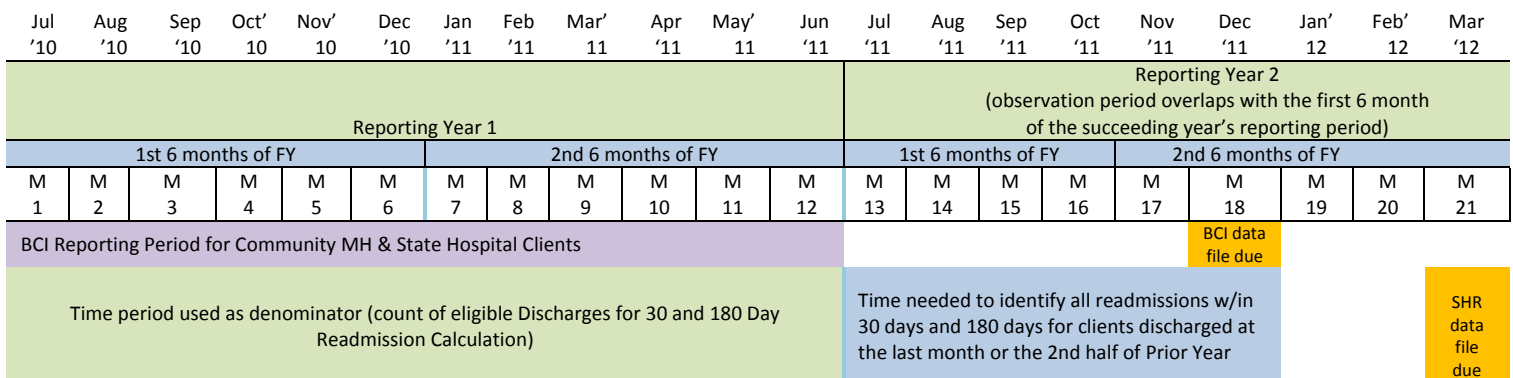 Jul Aug Sep Oct’ Nov’ Dec Jan Feb Mar’ Apr May’ Jun Jul Aug Sep Oct Nov Dec Jan’ Feb’ Mar
’10 ’10 ‘10 10 10 ’10 ’11 ’11 11 ‘11 11 ‘11 ‘11 ‘11 ’11 ‘11 ’11 ‘11 12 12 ‘12
Reporting Year 1
Reporting Year 2
(observation period overlaps with the first 6 month
of the succeeding year’s reporting period)
1st 6 months of FY 2nd 6 months of FY 1st 6 months of FY 2nd 6 months of FY
M M M M M M M M M M M M M M M M M M M M M
1 2 3 4 5 6 7 8 9 10 11 12 13 14 15 16 17 18 19 20 21
BCI Reporting Period for Community MH & State Hospital Clients
BCI data
file due
Time period used as denominator (count of eligible Discharges for 30 and 180 Day
Readmission Calculation)
Time needed to identify all readmissions w/in
30 days and 180 days for clients discharged at
the last month or the 2nd half of Prior Year
SHR
data
file
due